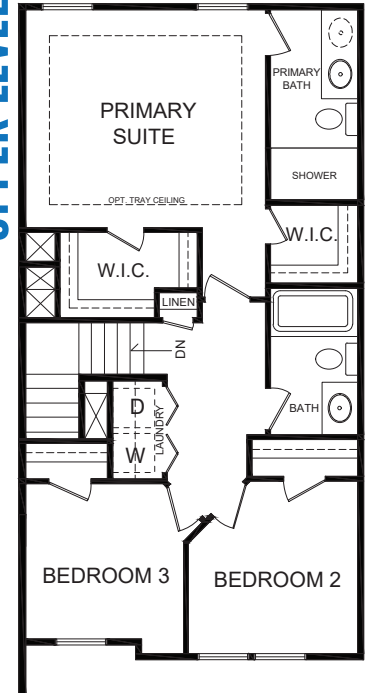 UPPER LEVEL
PRIMARY
SUITE
OPT. TRAY CEILING
PRIMARY
BATH
SHOWER
W.I.C.
W.I.C.
LINEN
DN
D
W
LAUNDRY
BATH
BEDROOM 3
BEDROOM 2